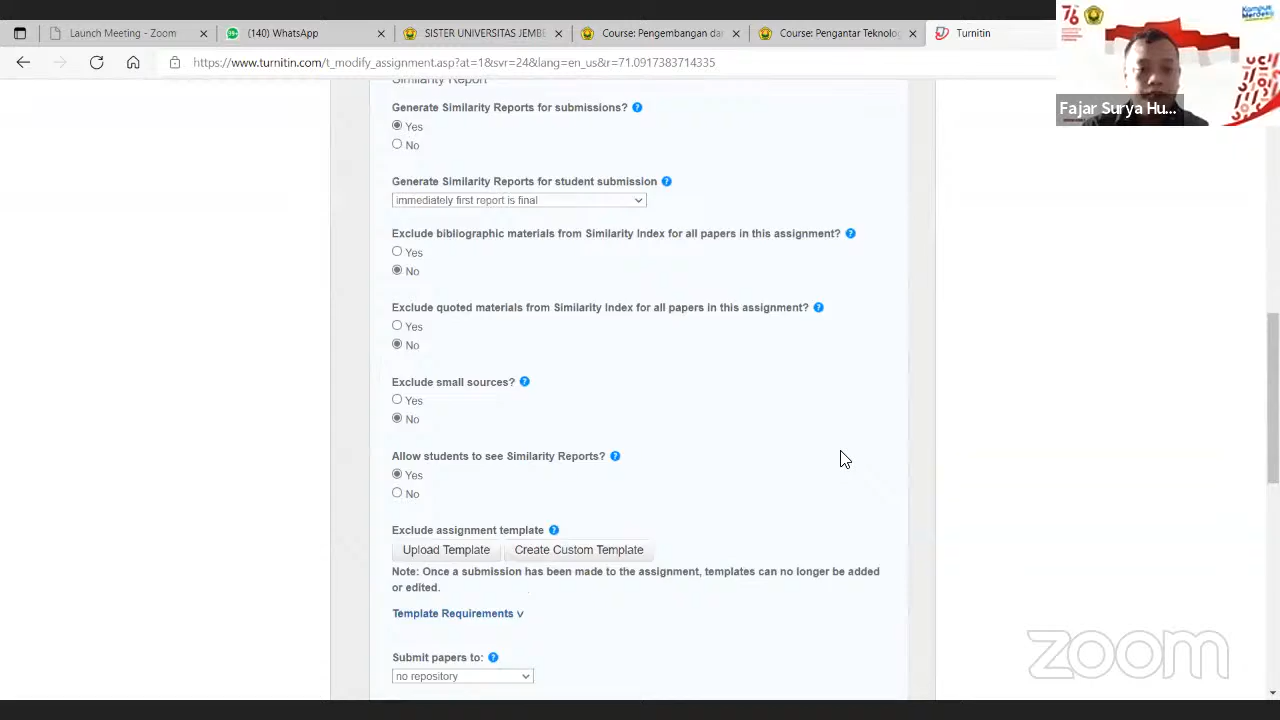 Launch Meeting - Zoom
(140) WhatsApp
SISTER UNIVERSITAS JEMBE
Course: Pengembangan dan
Course: Pengantar Teknolog
Turnitin
https://www.turnitin.com/t_modify_assignment.asp?at=1&svr=24&lang=en_us&r=71.0917383714335
76
Kampus
Merdeka
Fajar Surya Hu...
Similarity Report
Generate Similarity Reports for submissions?
Yes
No
Generate Similarity Reports for student submission
immediately first report is final
Exclude bibliographic materials from Similarity Index for all papers in this assignment?
Yes
No
Exclude quoted materials from Similarity Index for all papers in this assignment?
Yes
No
Exclude small sources?
Yes
No
Allow students to see Similarity Reports?
Yes
No
Exclude assignment template
Upload Template
Create Custom Template
Note: Once a submission has been made to the assignment, templates can no longer be added
or edited.
Template Requirements v
Submit papers to:
no repository
zoom